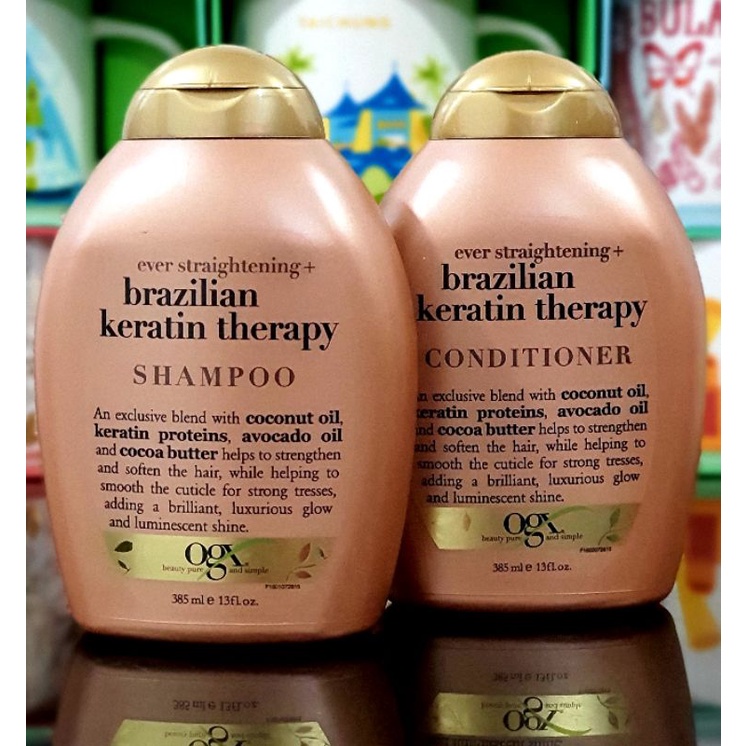 TAICHUNG
BULA
ever straightening+
brazilian
keratin therapy
SHAMPOO
An exclusive blend with coconut oil,
keratin proteins, avocado oil
and cocoa butter helps to strengthen
and soften the hair, while helping to
smooth the cuticle for strong tresses,
adding a brilliant, luxurious glow
and luminescent shine.
ogx
beauty pure and simple
385 ml e 13fl.oz.
ever straightening+
brazilian
keratin therapy
CONDITIONER
An exclusive blend with coconut oil,
keratin proteins, avocado oil
and cocoa butter helps to strengthen
and soften the hair, while helping to
smooth the cuticle for strong tresses,
adding a brilliant, luxurious glow
and luminescent shine.
ogx
beauty pure and simple
385 ml e 13fl.oz.